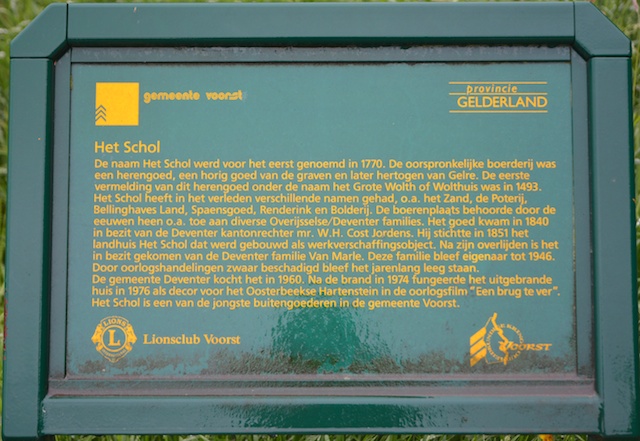 gemeente voorst
provincie
GELDERLAND
Het Schol
De naam Het Schol werd voor het eerst genoemd in 1770. De oorspronkelijke boerderij was
een herengoed, een horig goed van de graven en later hertogen van Gelre. De eerste
vermelding van dit herengoed onder de naam het Grote Wolth of Wolthuis was in 1493.
Het Schol heeft in het verleden verschillende namen gehad, o.a. het Zand, de Poterij,
Bellinghaves Land, Spaensgoed, Renderink en Bolderij. De boerenplaats behoorde door de
eeuwen heen o.a. toe aan diverse Overijsselse/Deventer families. Het goed kwam in 1840
in bezit van de Deventer kantonrechter mr. W.H. Cost Jordens. Hij stichtte in 1851 het
landhuis Het Schol dat werd gebouwd als werkverschaffingsobject. Na zijn overlijden is het
in bezit gekomen van de Deventer familie Van Marle. Deze familie bleef eigenaar tot 1946.
Door oorlogshandelingen zwaar beschadigd bleef het jarenlang leeg staan.
De gemeente Deventer kocht het in 1960. Na de brand in 1974 fungeerde het uitgebrande
huis in 1976 als decor voor het Oosterbeekse Hartenstein in de oorlogsfilm "Een brug te ver".
Het Schol is een van de jongste buitengoederen in de gemeente Voorst.
LIONS
L
Lionsclub Voorst
VOORST